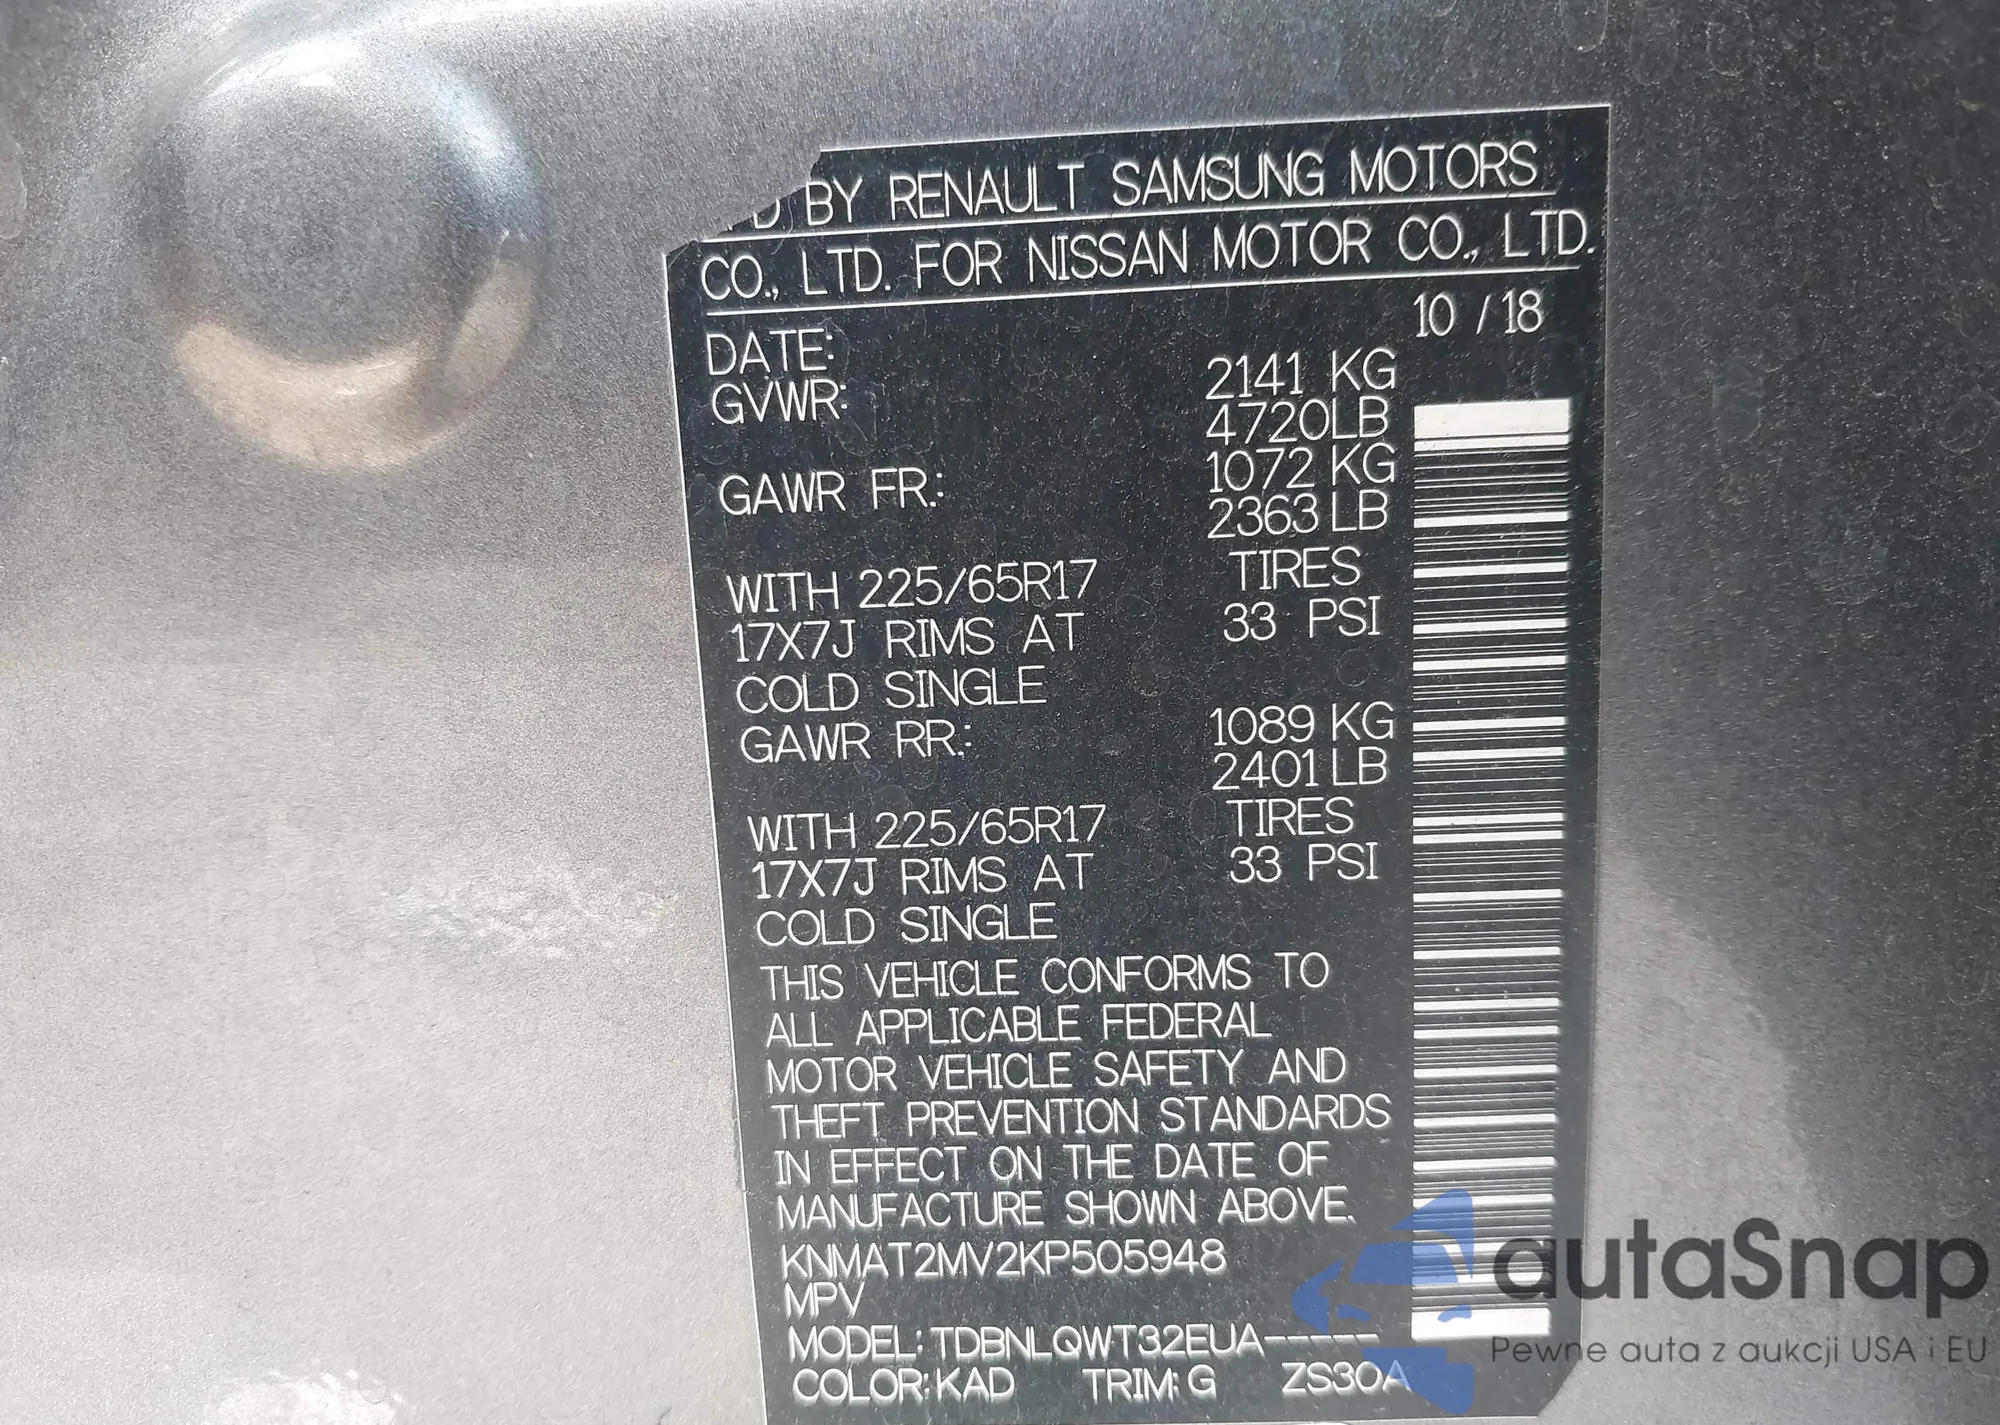 BY RENAULT SAMSUNG MOTORS
CO., LTD. FOR NISSAN MOTOR CO., LTD.
DATE: 10 / 18
GVWR: 2141 KG
4720LB
GAWR FR.: 1072 KG
2363 LB
WITH 225/65R17 TIRES
17X7J RIMS AT 33 PSI
COLD SINGLE
GAWR RR.: 1089 KG
2401 LB
WITH 225/65R17 TIRES
17X7J RIMS AT 33 PSI
COLD SINGLE
THIS VEHICLE CONFORMS TO
ALL APPLICABLE FEDERAL
MOTOR VEHICLE SAFETY AND
THEFT PREVENTION STANDARDS
IN EFFECT ON THE DATE OF
MANUFACTURE SHOWN ABOVE.
KNMAT2MV2KP505948
MPV
MODEL: TDBNLQWT32EUA-----
COLOR: KAD TRIM: G ZS30A
autaSnap
Pewne auta z aukcji USA i EU